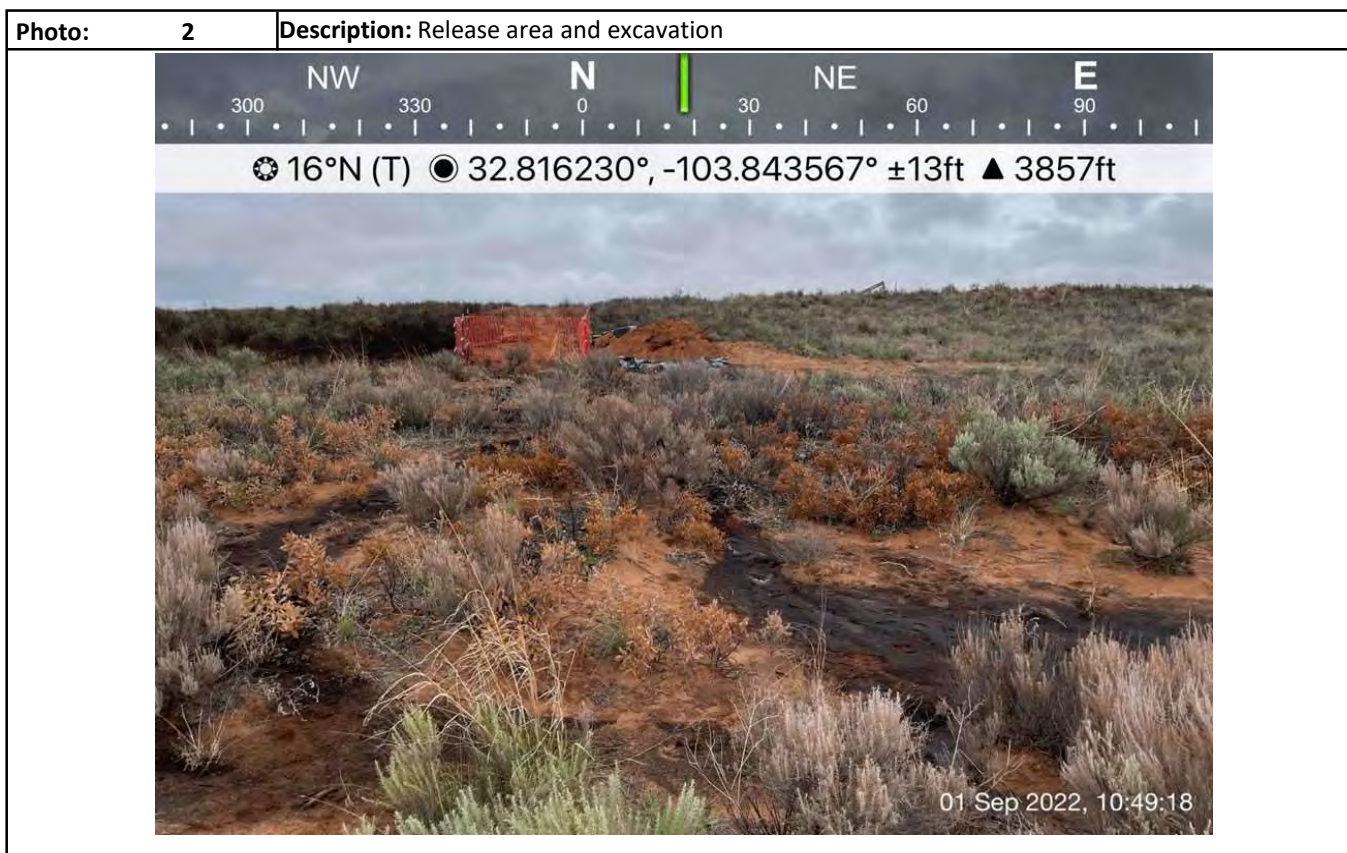 Photo: 2 Description: Release area and excavation
NW N NE E
300 330 0 30 60 90
16°N (T) 32.816230°, -103.843567° ±13ft ▲ 3857ft
01 Sep 2022, 10:49:18